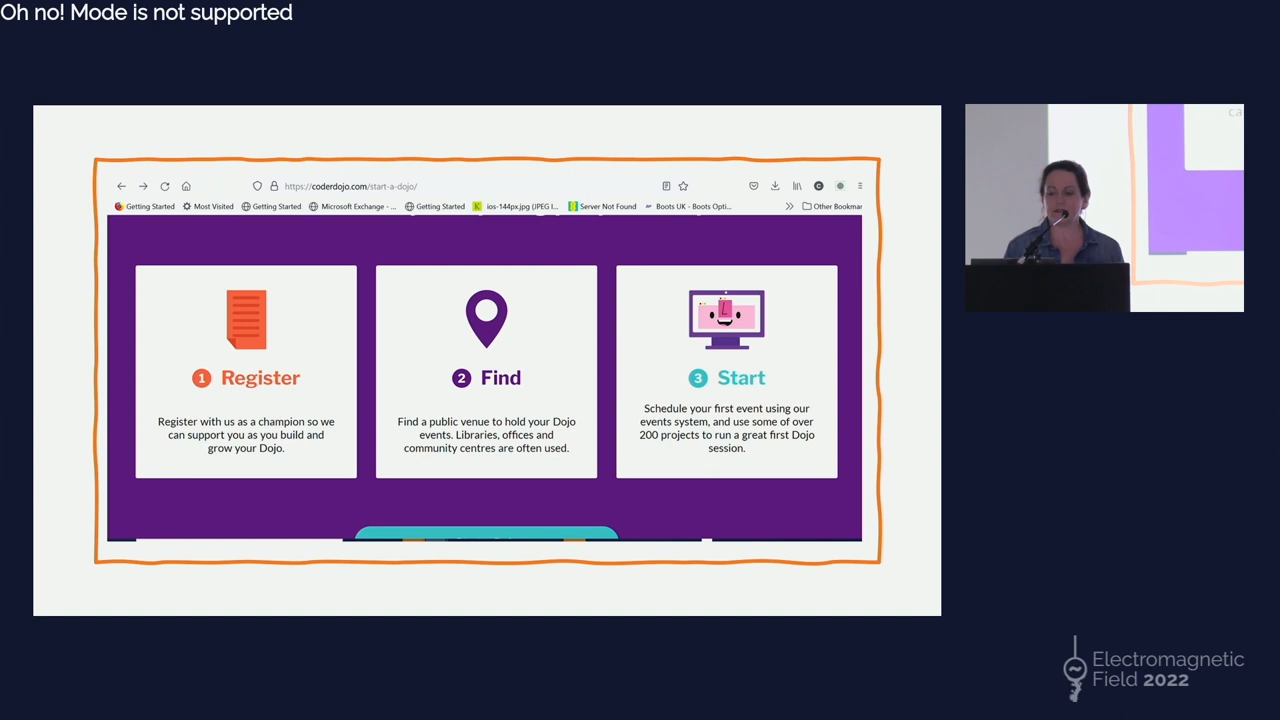 Oh no! Mode is not supported
https://coderdojo.com/start-a-dojo/
Getting Started
Most Visited
Getting Started
Microsoft Exchange - ...
Getting Started
ios-144px.jpg (JPEG I...
Server Not Found
Boots UK - Boots Opti...
Other Bookmar
1 Register
Register with us as a champion so we
can support you as you build and
grow your Dojo.
2 Find
Find a public venue to hold your Dojo
events. Libraries, offices and
community centres are often used.
3 Start
Schedule your first event using our
events system, and use some of over
200 projects to run a great first Dojo
session.
ca
Electromagnetic
Field 2022